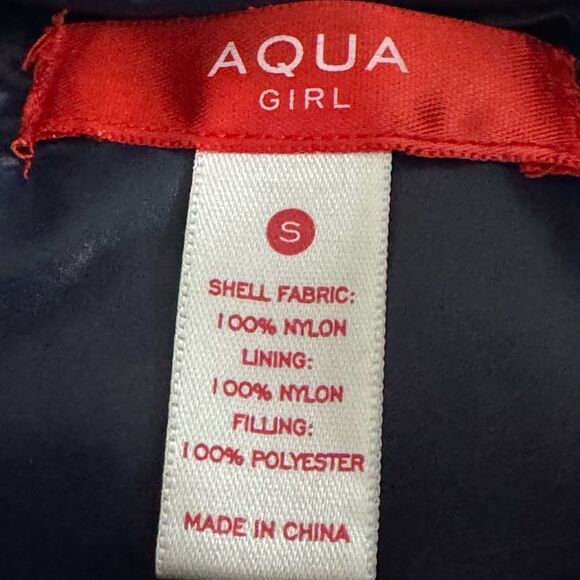 AQUA
GIRL
S
SHELL FABRIC:
100% NYLON
LINING:
100% NYLON
FILLING:
100% POLYESTER
MADE IN CHINA